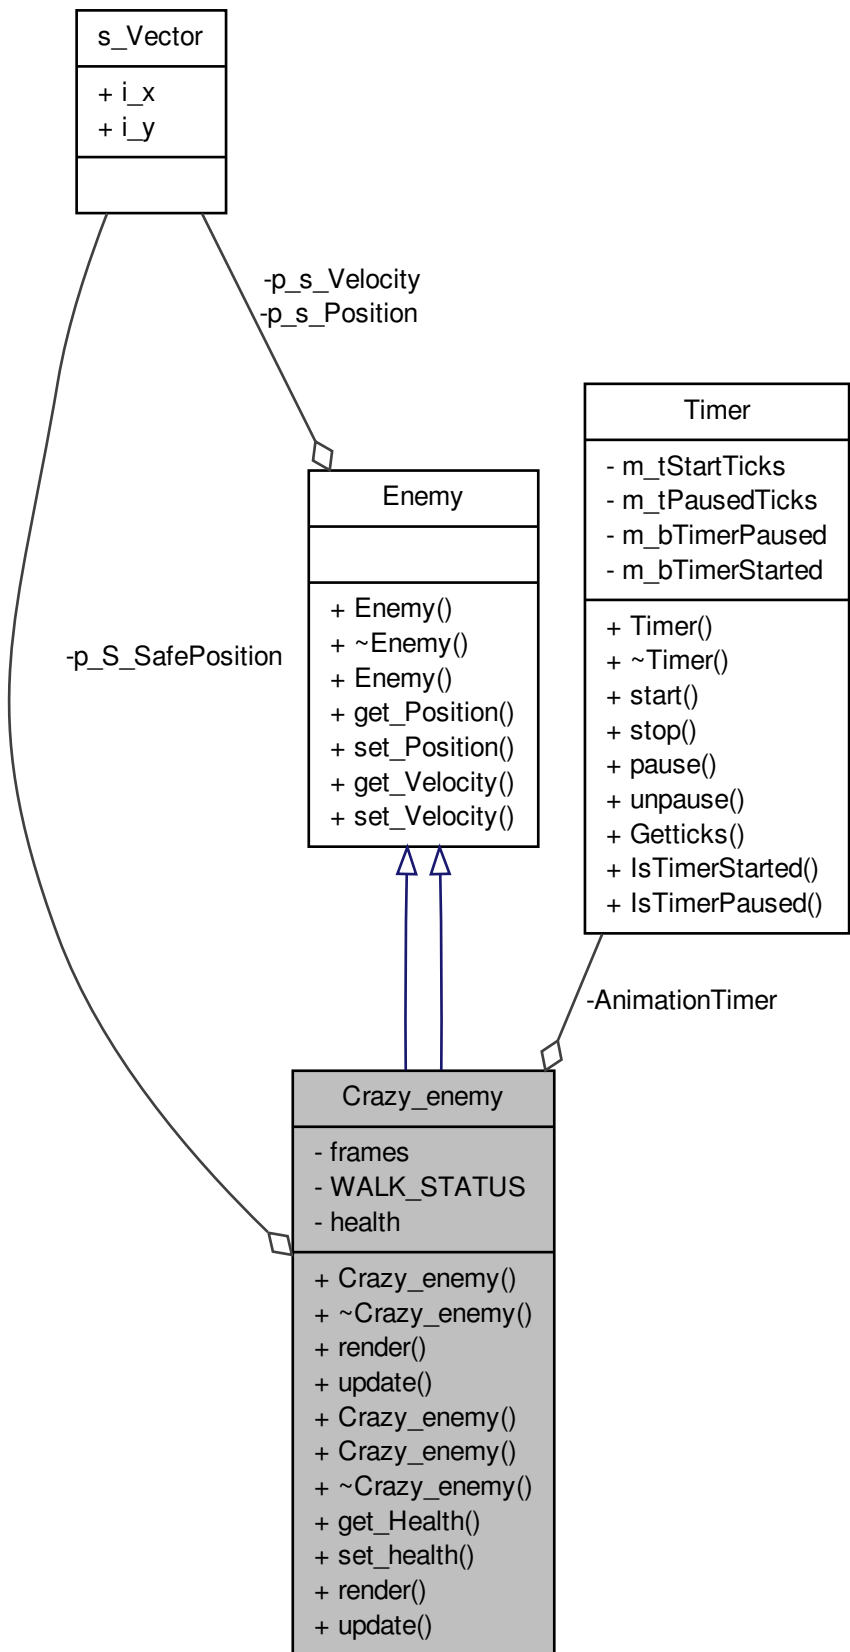 s_Vector
+ i_x
+ i_y
-p_s_Velocity
-p_s_Position
Timer
- m_tStartTicks
- m_tPausedTicks
- m_bTimerPaused
- m_bTimerStarted
+ Timer()
+ ~Timer()
+ start()
+ stop()
+ pause()
+ unpause()
+ Getticks()
+ IsTimerStarted()
+ IsTimerPaused()
Enemy
+ Enemy()
+ ~Enemy()
+ Enemy()
+ get_Position()
+ set_Position()
+ get_Velocity()
+ set_Velocity()
-p_S_SafePosition
-AnimationTimer
Crazy_enemy
- frames
- WALK_STATUS
- health
+ Crazy_enemy()
+ ~Crazy_enemy()
+ render()
+ update()
+ Crazy_enemy()
+ Crazy_enemy()
+ ~Crazy_enemy()
+ get_Health()
+ set_health()
+ render()
+ update()